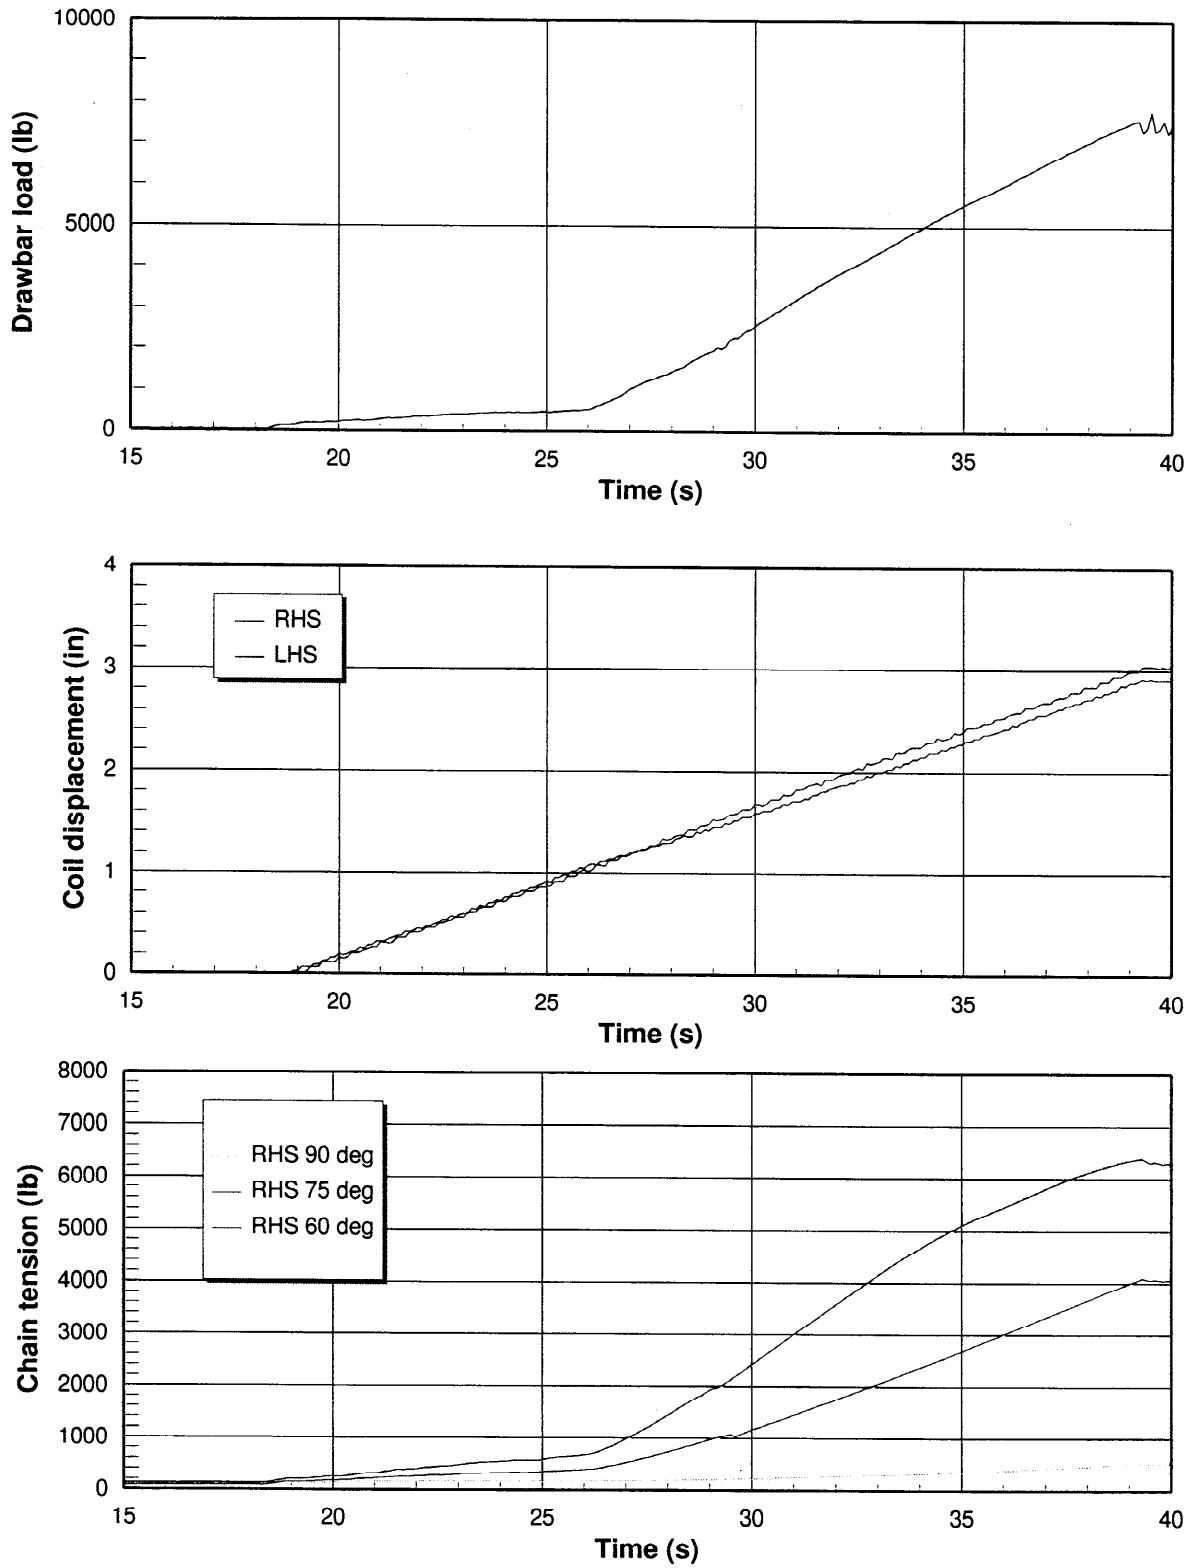 10000
5000
0
Drawbar load (lb)
15 20 25 30 35 40
Time (s)
4
3
2
1
0
Coil displacement (in)
RHS
LHS
15 20 25 30 35 40
Time (s)
8000
7000
6000
5000
4000
3000
2000
1000
0
Chain tension (lb)
RHS 90 deg
RHS 75 deg
RHS 60 deg
15 20 25 30 35 40
Time (s)